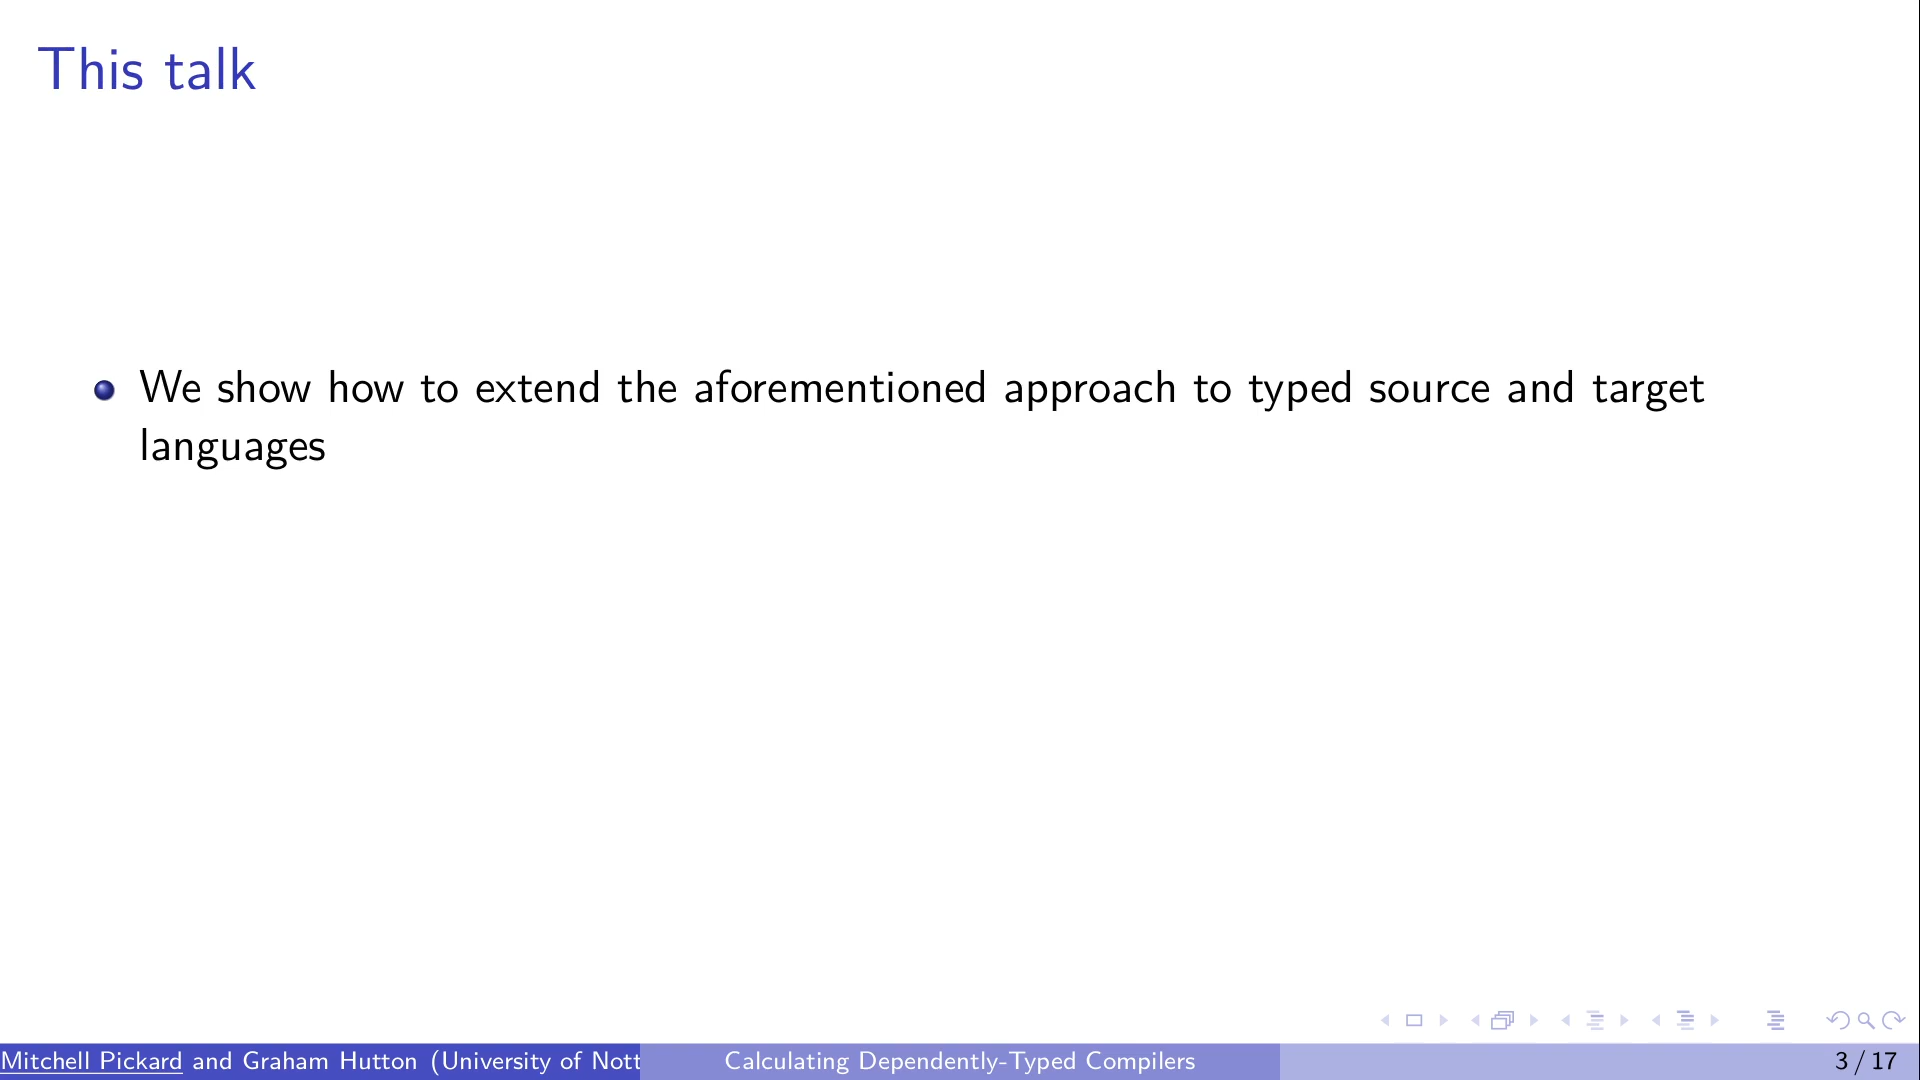 This talk
We show how to extend the aforementioned approach to typed source and target
languages
Mitchell Pickard and Graham Hutton (University of Nott
Calculating Dependently-Typed Compilers
3 / 17